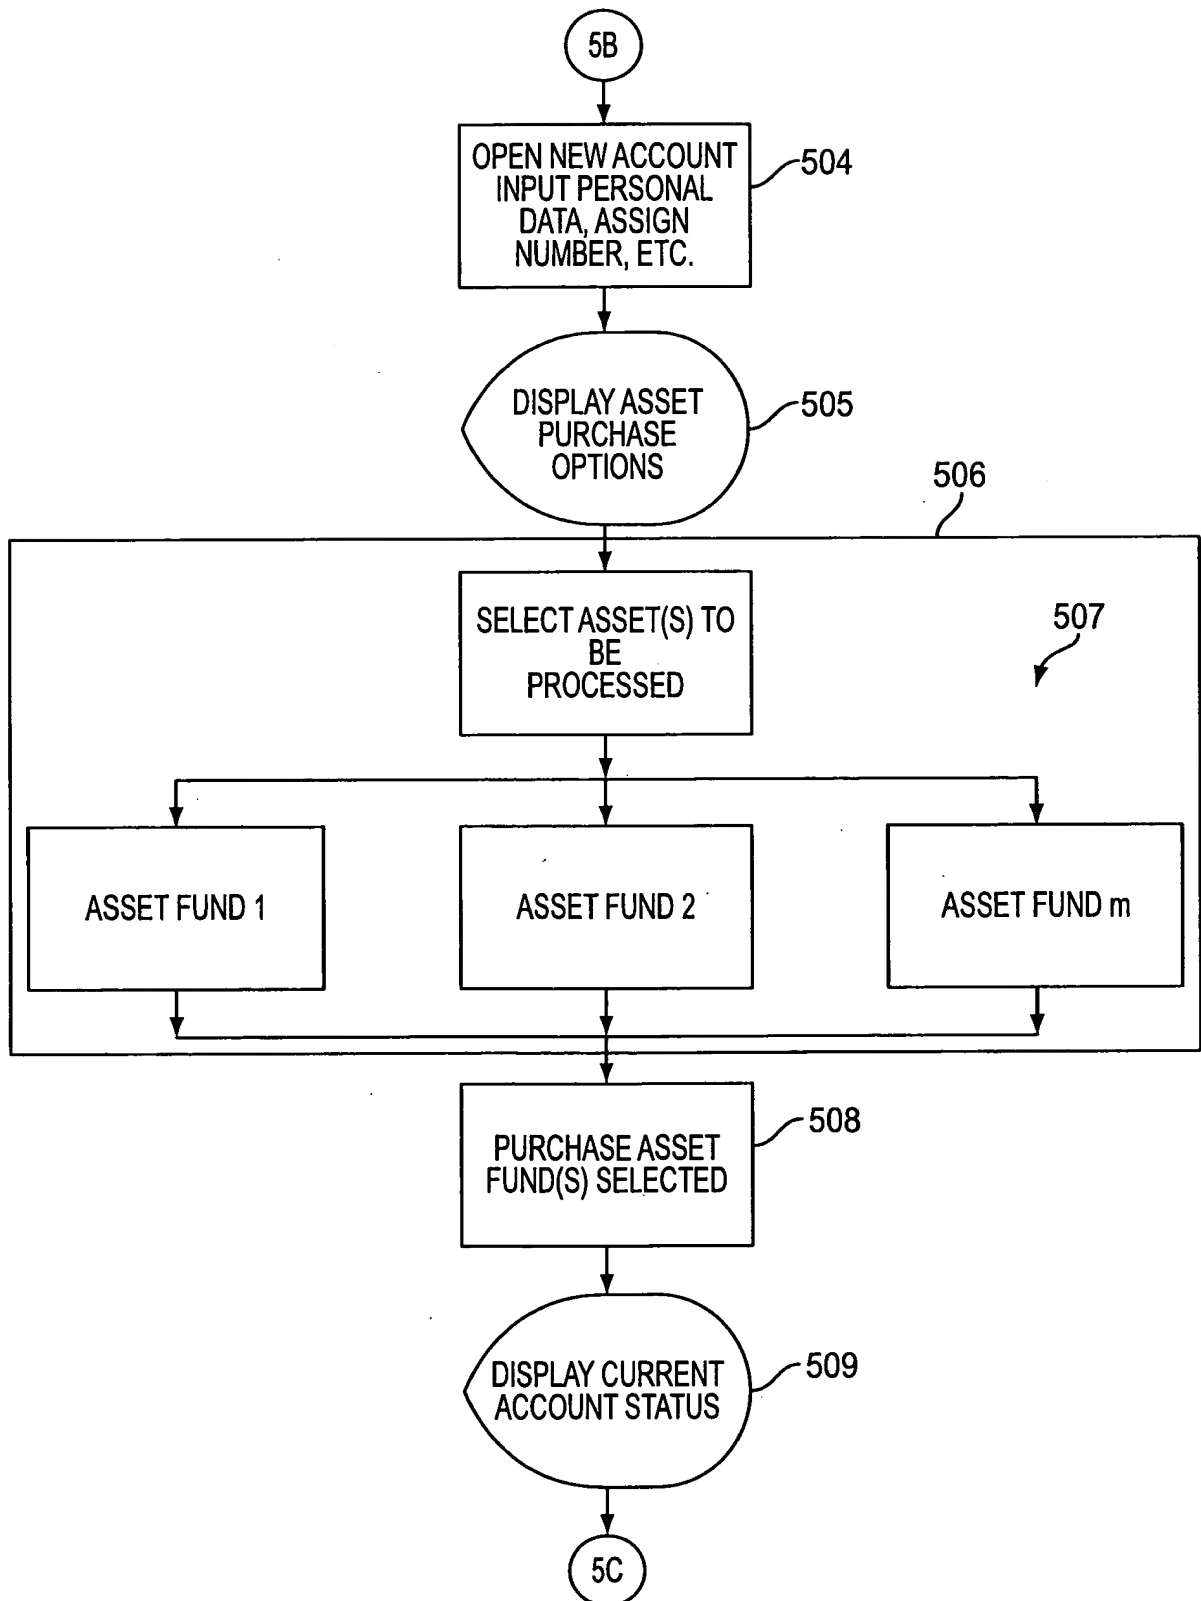 5B
OPEN NEW ACCOUNT
INPUT PERSONAL
DATA, ASSIGN
NUMBER, ETC.
504
DISPLAY ASSET
PURCHASE
OPTIONS
505
506
SELECT ASSET(S) TO
BE
PROCESSED
507
ASSET FUND 1
ASSET FUND 2
ASSET FUND m
PURCHASE ASSET
FUND(S) SELECTED
508
DISPLAY CURRENT
ACCOUNT STATUS
509
5C